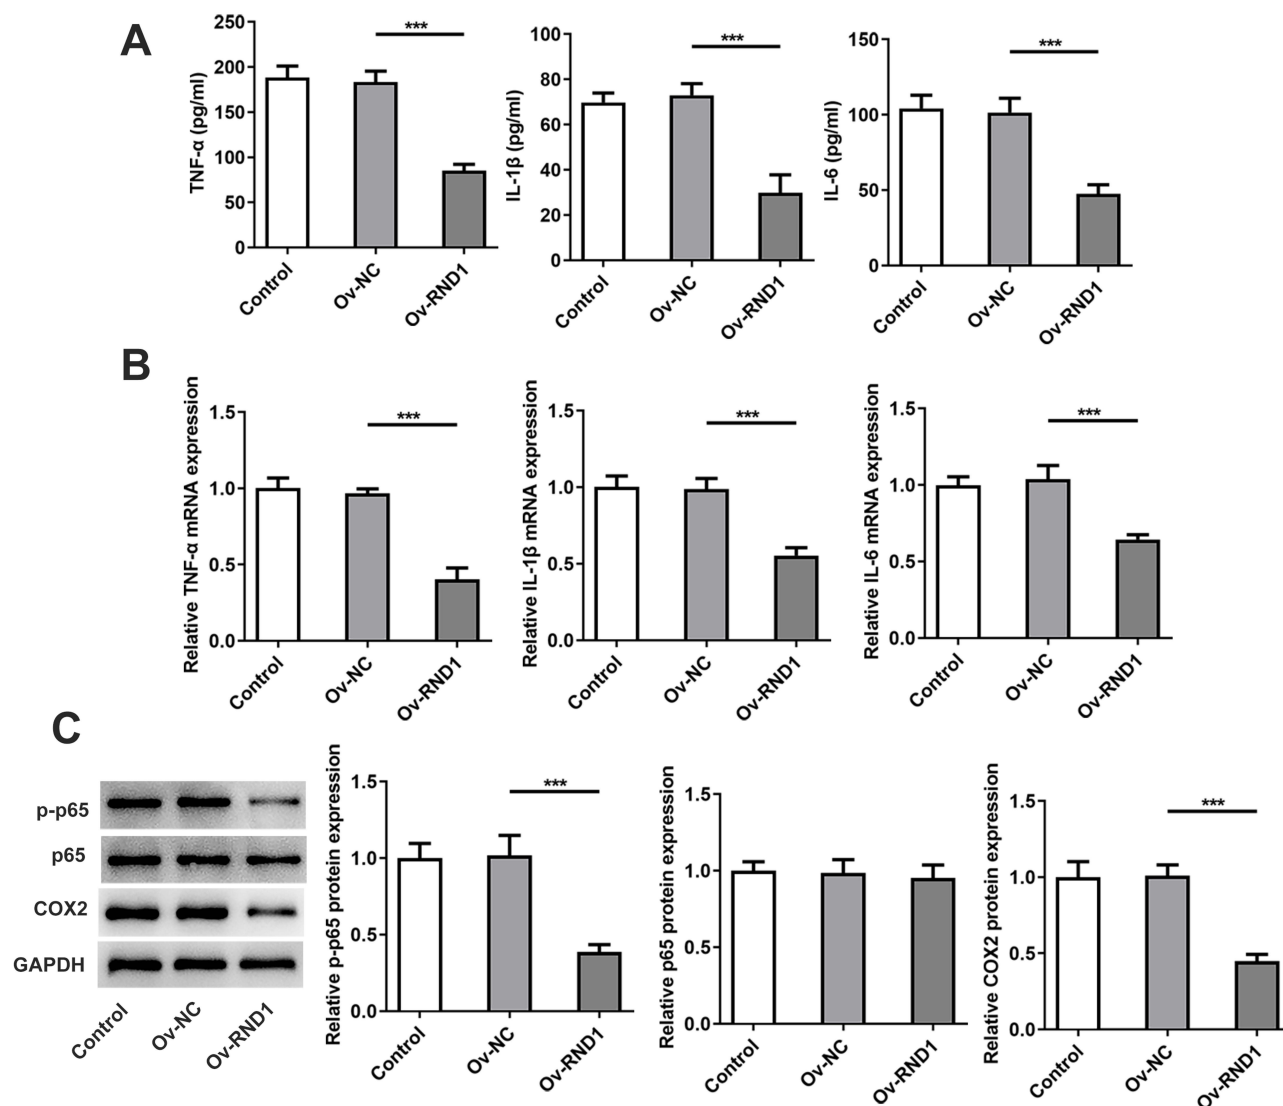 A
TNF-α (pg/ml)
250
200
150
100
50
0
***
Control
Ov-NC
Ov-RND1
IL-1β (pg/ml)
100
80
60
40
20
0
***
Control
Ov-NC
Ov-RND1
IL-6 (pg/ml)
150
100
50
0
***
Control
Ov-NC
Ov-RND1
B
Relative TNF-α mRNA expression
1.5
1.0
0.5
0.0
***
Control
Ov-NC
Ov-RND1
Relative IL-1β mRNA expression
1.5
1.0
0.5
0.0
***
Control
Ov-NC
Ov-RND1
Relative IL-6 mRNA expression
1.5
1.0
0.5
0.0
***
Control
Ov-NC
Ov-RND1
C
p-p65
p65
COX2
GAPDH
Control
Ov-NC
Ov-RND1
Relative p-p65 protein expression
1.5
1.0
0.5
0.0
***
Control
Ov-NC
Ov-RND1
Relative p65 protein expression
1.5
1.0
0.5
0.0
Control
Ov-NC
Ov-RND1
Relative COX2 protein expression
1.5
1.0
0.5
0.0
***
Control
Ov-NC
Ov-RND1